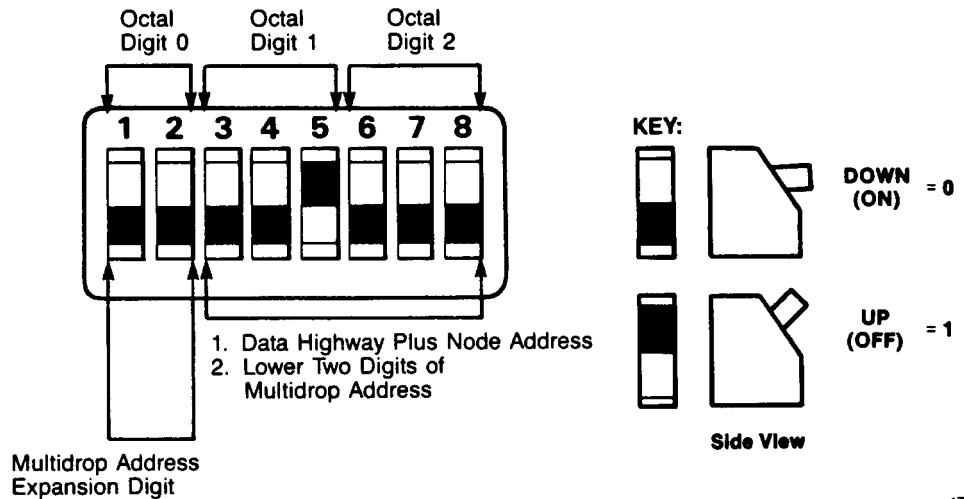 Octal
Digit 0
Octal
Digit 1
Octal
Digit 2
1 2 3 4 5 6 7 8
1. Data Highway Plus Node Address
2. Lower Two Digits of
Multidrop Address
Multidrop Address
Expansion Digit
KEY:
DOWN
(ON) = 0
UP
(OFF) = 1
Side View